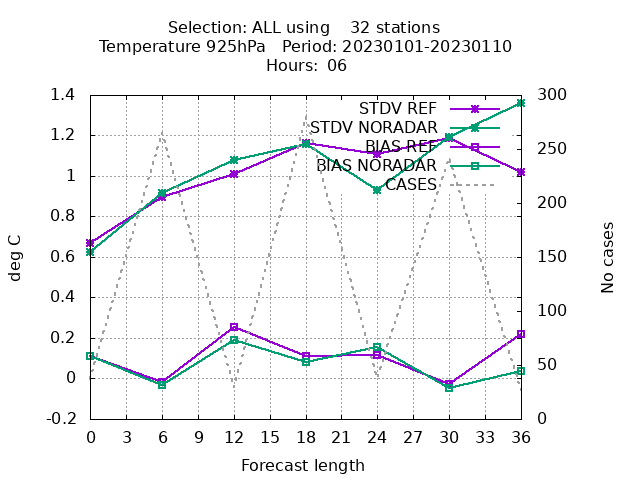 Selection: ALL using    32 stations
Temperature 925hPa   Period: 20230101-20230110
Hours:  06
1.4
1.2
1
0.8
0.6
0.4
0.2
0
-0.2
deg C
300
250
200
150
100
50
0
No cases
STDV REF
STDV NORADAR
BIAS REF
BIAS NORADAR
CASES
0 3 6 9 12 15 18 21 24 27 30 33 36
Forecast length